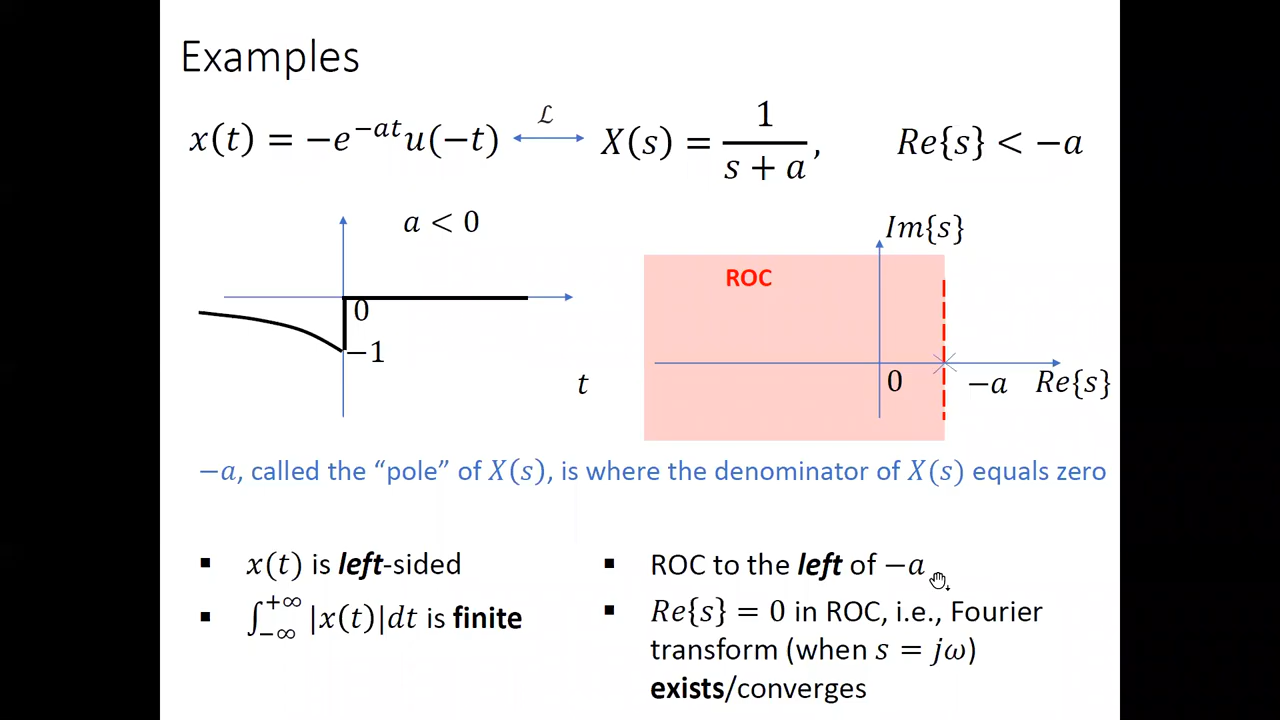 Examples
x(t) = −e^{−at}u(−t) ℒ X(s) = 1/(s + a), Re{s} < −a
a < 0
Im{s}
ROC
0
−1
t
0
−a
Re{s}
−a, called the “pole” of X(s), is where the denominator of X(s) equals zero
▪ x(t) is left-sided
▪ ∫_{−∞}^{+∞} |x(t)|dt is finite
▪ ROC to the left of −a
▪ Re{s} = 0 in ROC, i.e., Fourier
transform (when s = jω)
exists/converges